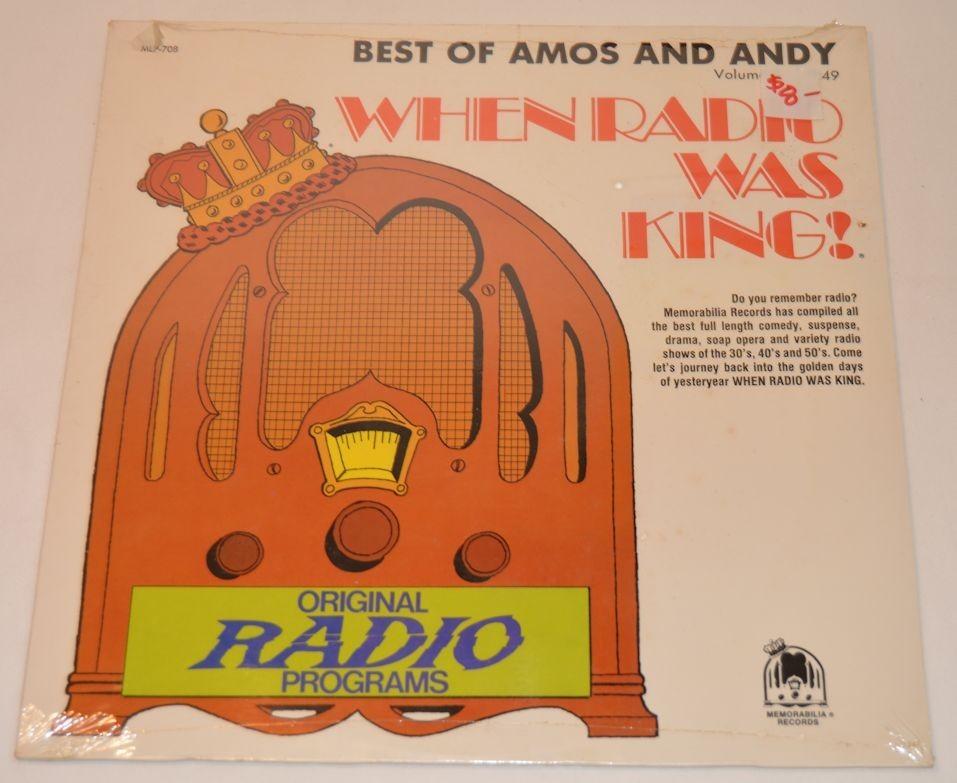 MLP-708
BEST OF AMOS AND ANDY
Volum 49
WHEN RADIO
WAS
KING!
Do you remember radio?
Memorabilia Records has compiled all
the best full length comedy, suspense,
drama, soap opera and variety radio
shows of the 30's, 40's and 50's. Come
let's journey back into the golden days
of yesteryear WHEN RADIO WAS KING.
ORIGINAL
RADIO
PROGRAMS
MEMORABILIA ®
RECORDS